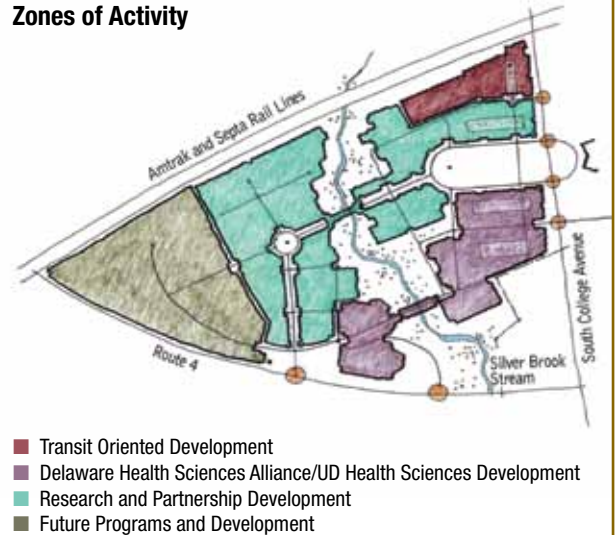 Zones of Activity
Amtrak and Septa Rail Lines
Route 4
South College Avenue
Silver Brook
Stream
Transit Oriented Development
Delaware Health Sciences Alliance/UD Health Sciences Development
Research and Partnership Development
Future Programs and Development